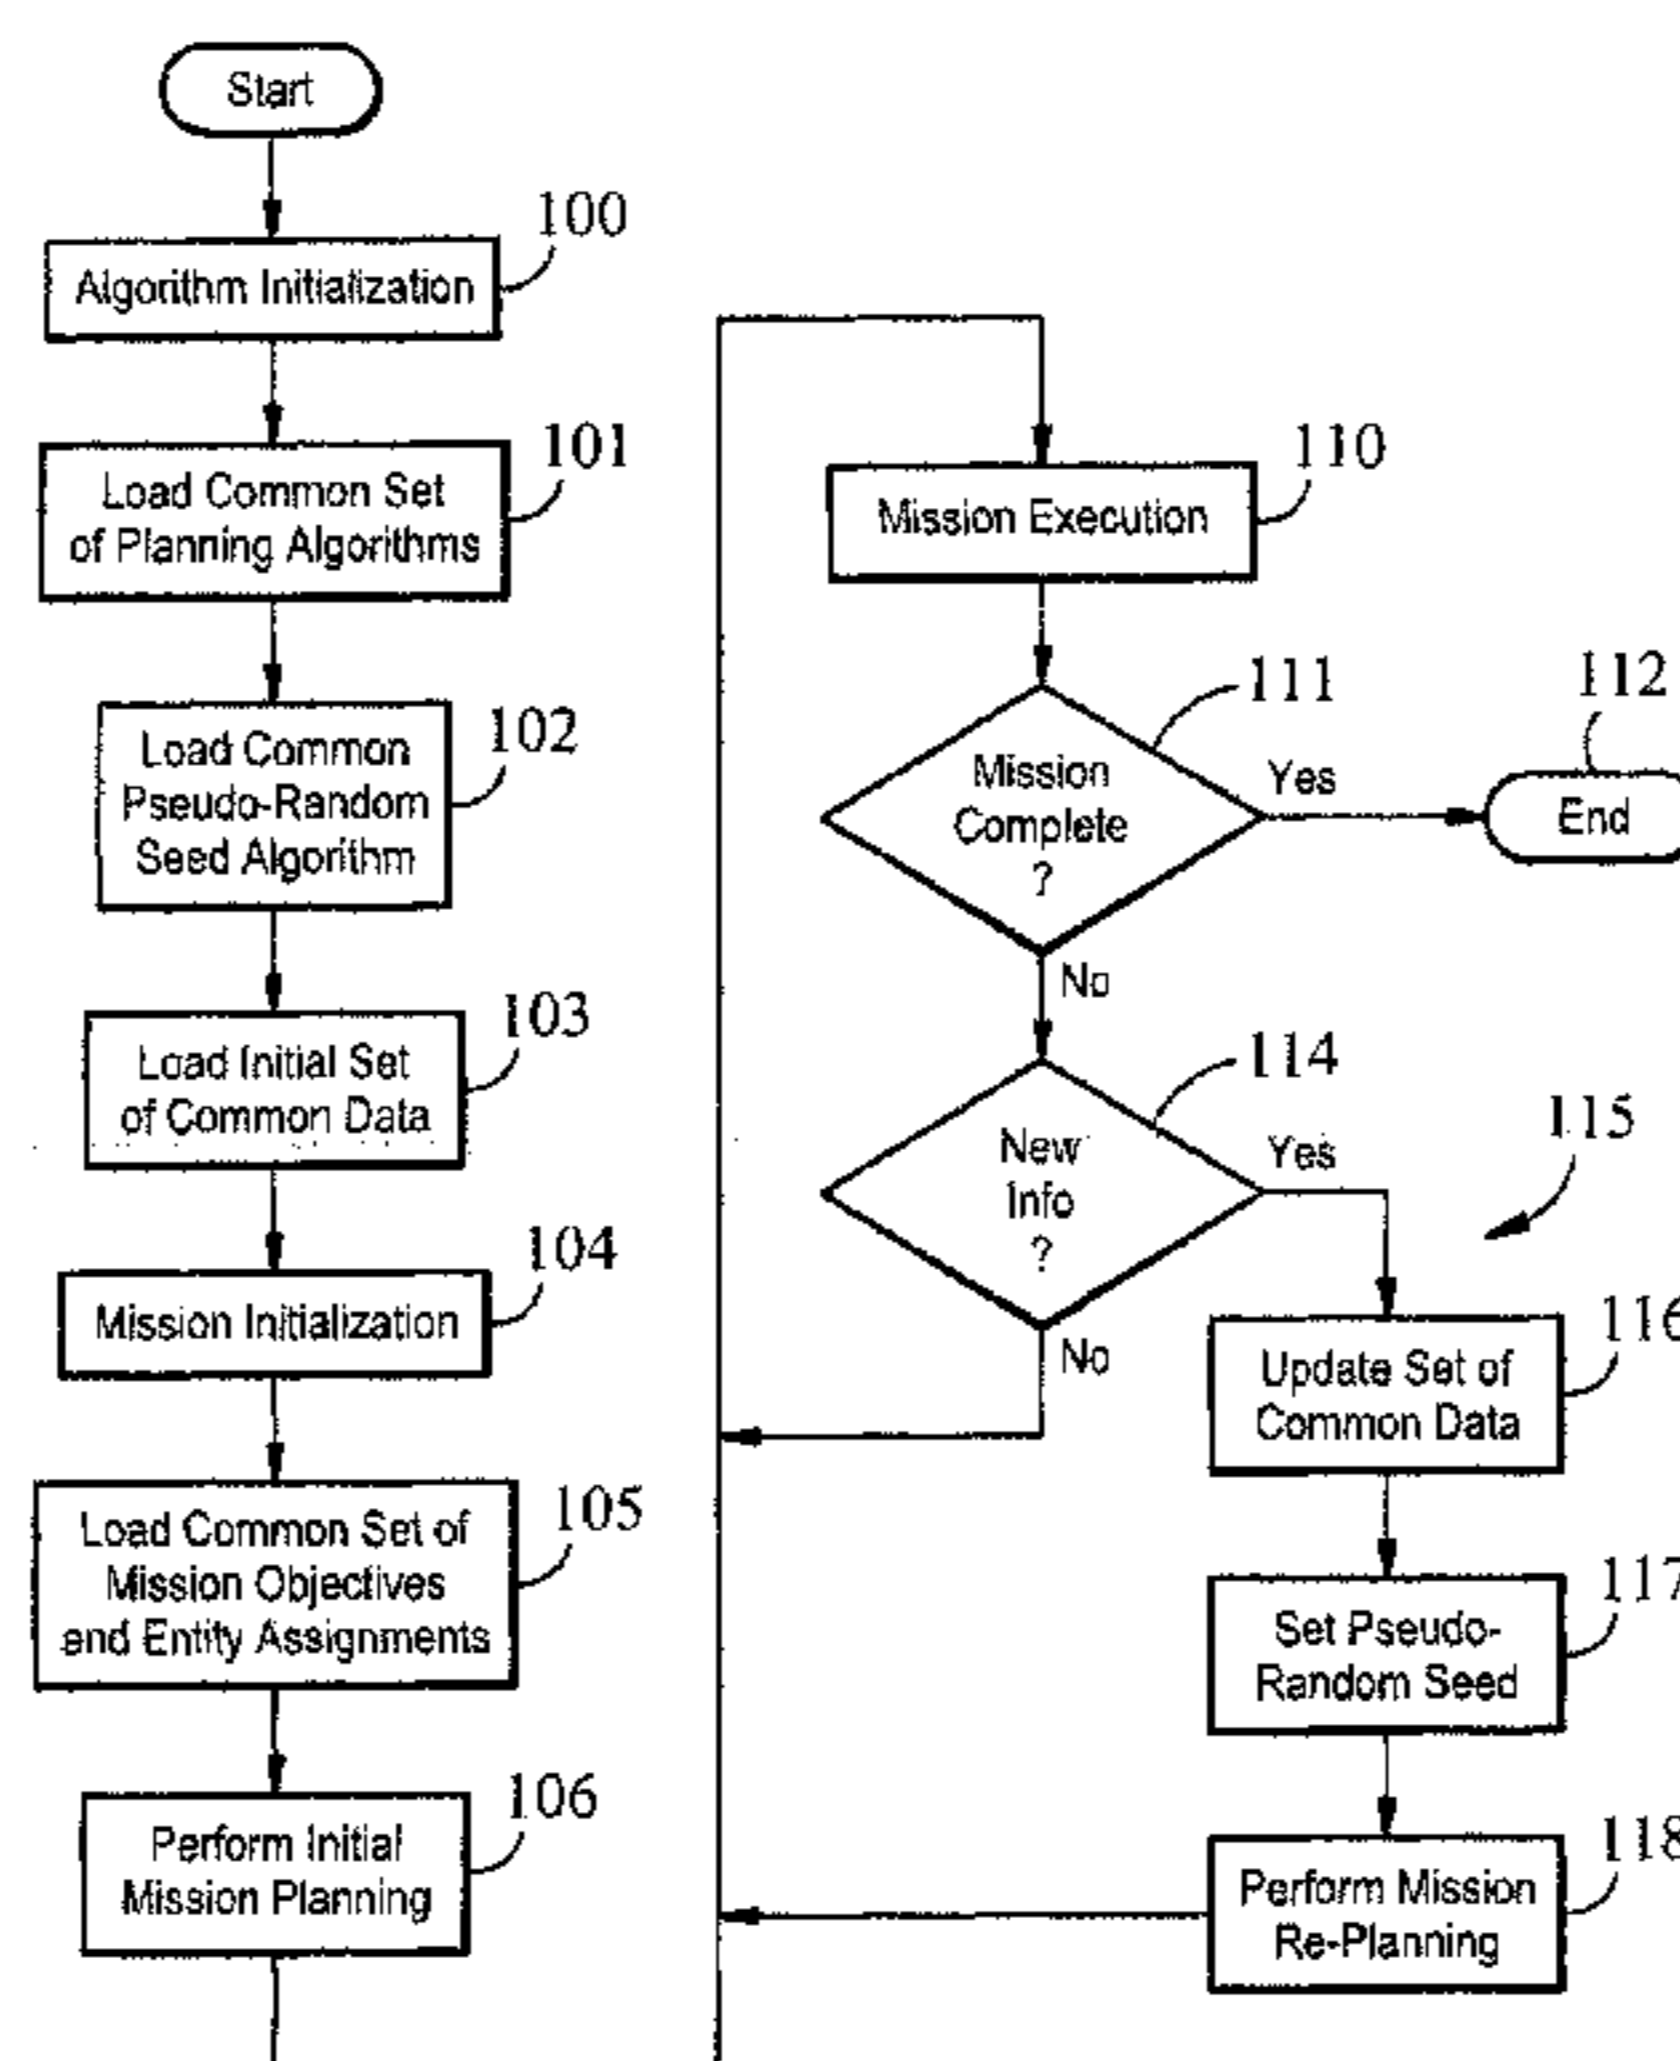 Start
100
Algorithm Initialization
101
Load Common Set
of Planning Algorithms
102
Load Common
Pseudo-Random
Seed Algorithm
103
Load Initial Set
of Common Data
104
Mission Initialization
105
Load Common Set of
Mission Objectives
and Entity Assignments
106
Perform Initial
Mission Planning
110
Mission Execution
111
Mission
Complete
?
Yes
112
End
No
114
New
Info
?
Yes
115
No
116
Update Set of
Common Data
117
Set Pseudo-
Random Seed
118
Perform Mission
Re-Planning